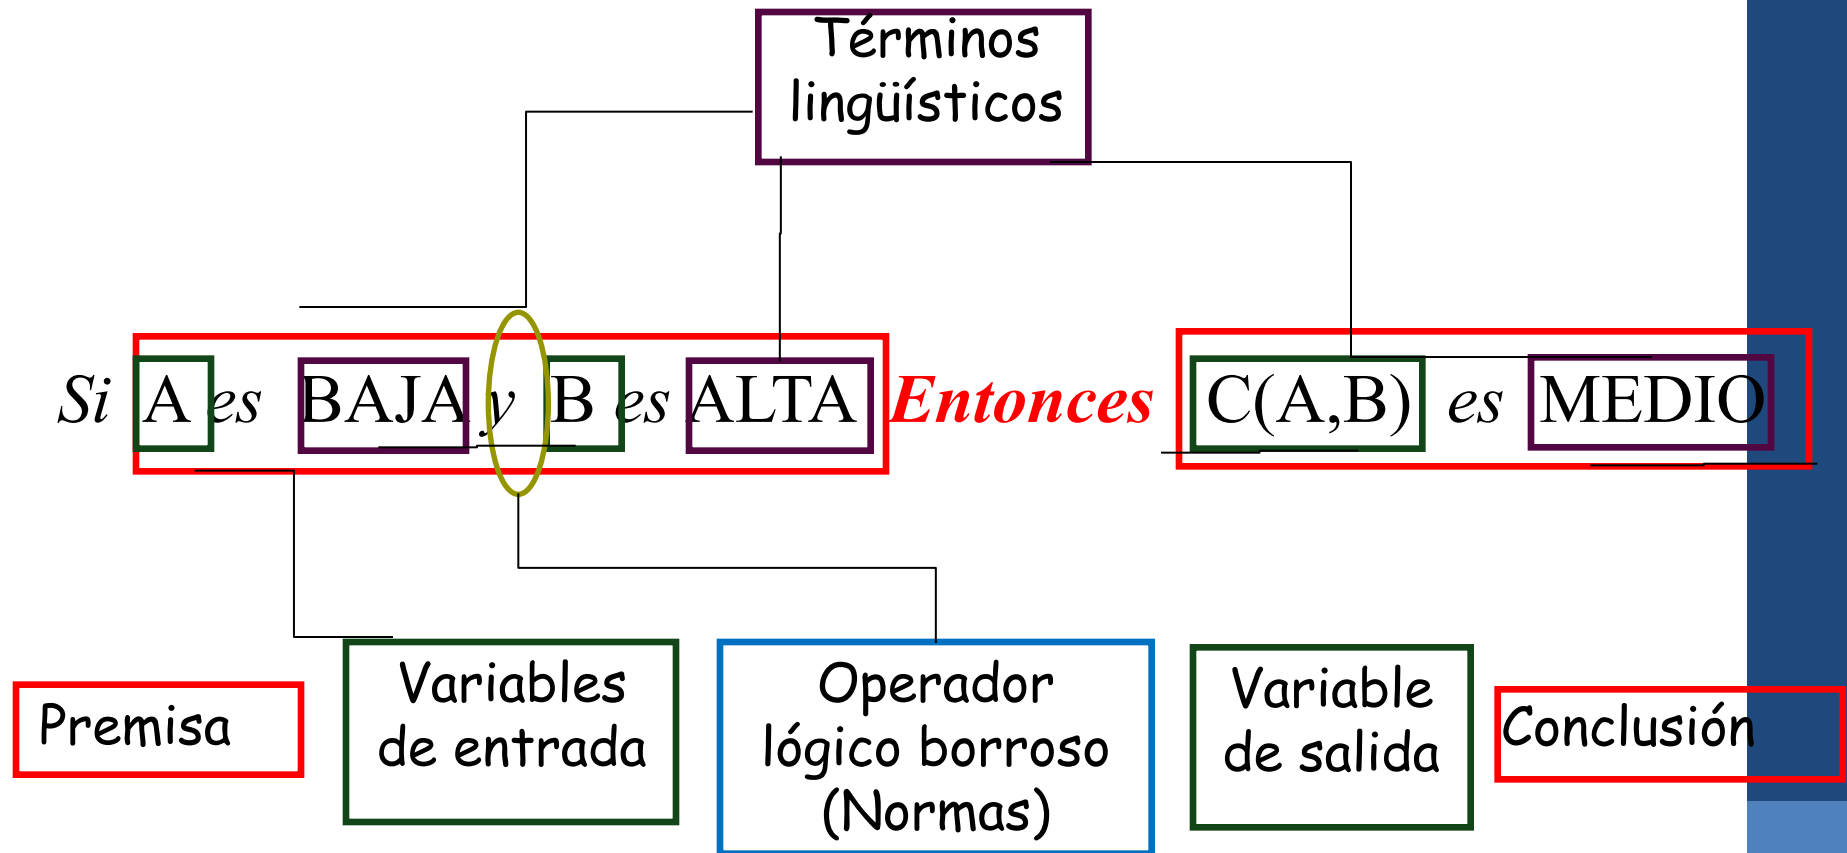 Términos
lingüísticos
Si A es BAJA y B es ALTA Entonces C(A,B) es MEDIO
Premisa
Variables
de entrada
Operador
lógico borroso
(Normas)
Variable
de salida
Conclusión